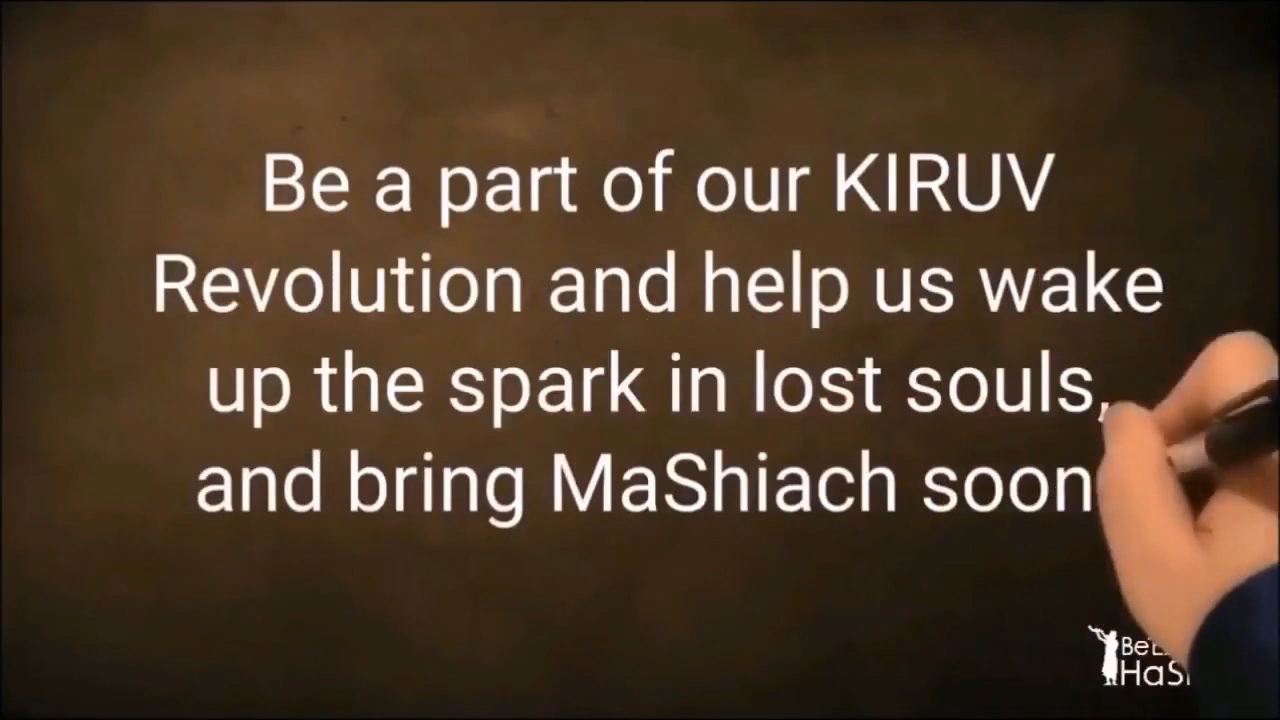 Be a part of our KIRUV
Revolution and help us wake
up the spark in lost souls,
and bring MaShiach soon